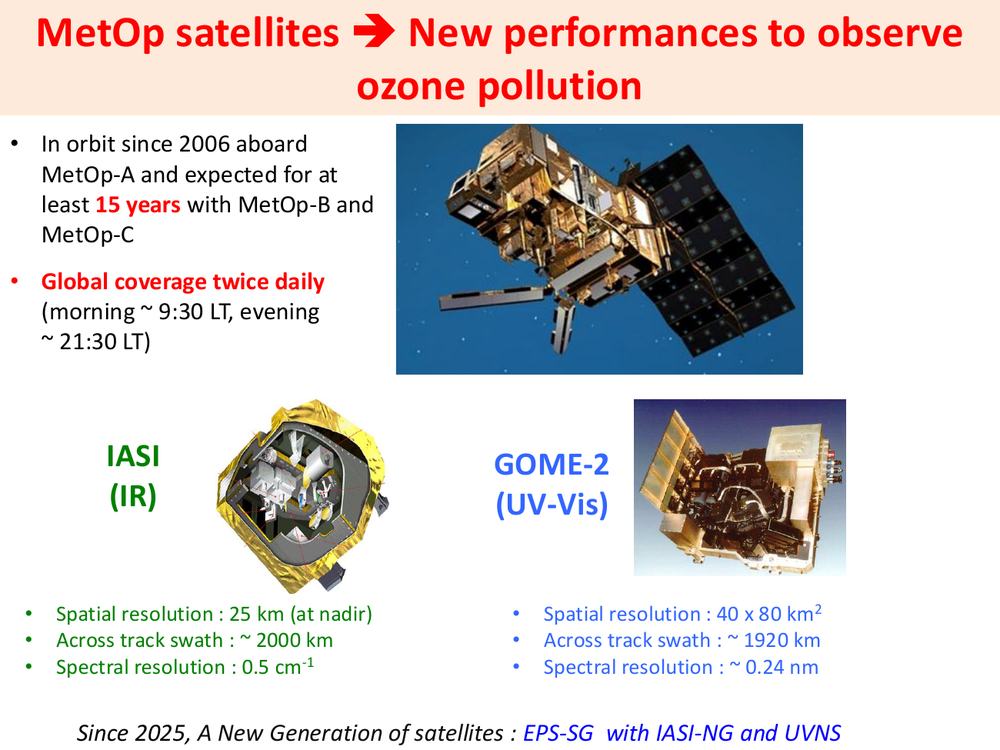 MetOp satellites ➔ New performances to observe
ozone pollution
• In orbit since 2006 aboard
MetOp-A and expected for at
least 15 years with MetOp-B and
MetOp-C
• Global coverage twice daily
(morning ~ 9:30 LT, evening
~ 21:30 LT)
IASI
(IR)
GOME-2
(UV-Vis)
• Spatial resolution : 25 km (at nadir)
• Across track swath : ~ 2000 km
• Spectral resolution : 0.5 cm⁻¹
• Spatial resolution : 40 x 80 km²
• Across track swath : ~ 1920 km
• Spectral resolution : ~ 0.24 nm
Since 2025, A New Generation of satellites : EPS-SG with IASI-NG and UVNS